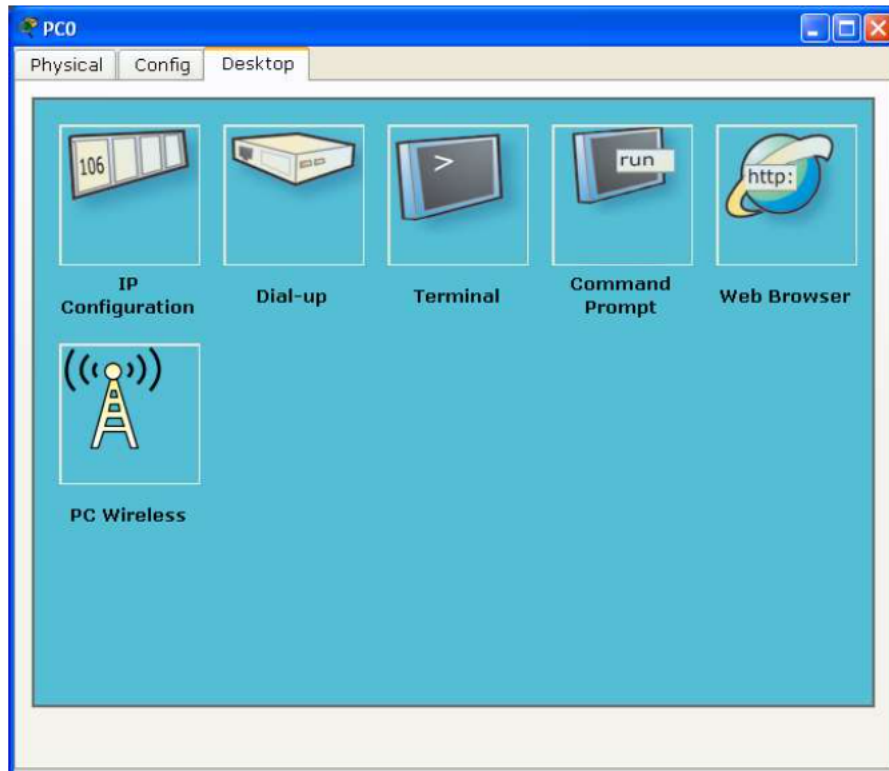 PC0
Physical Config Desktop
106
>
run
http:
IP
Configuration
Dial-up
Terminal
Command
Prompt
Web Browser
PC Wireless